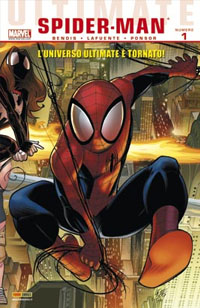 ULTIMATE
MARVEL
SPIDER-MAN
BENDIS LAFUENTE PONSOR
NUMERO
1
L'UNIVERSO ULTIMATE È TORNATO!